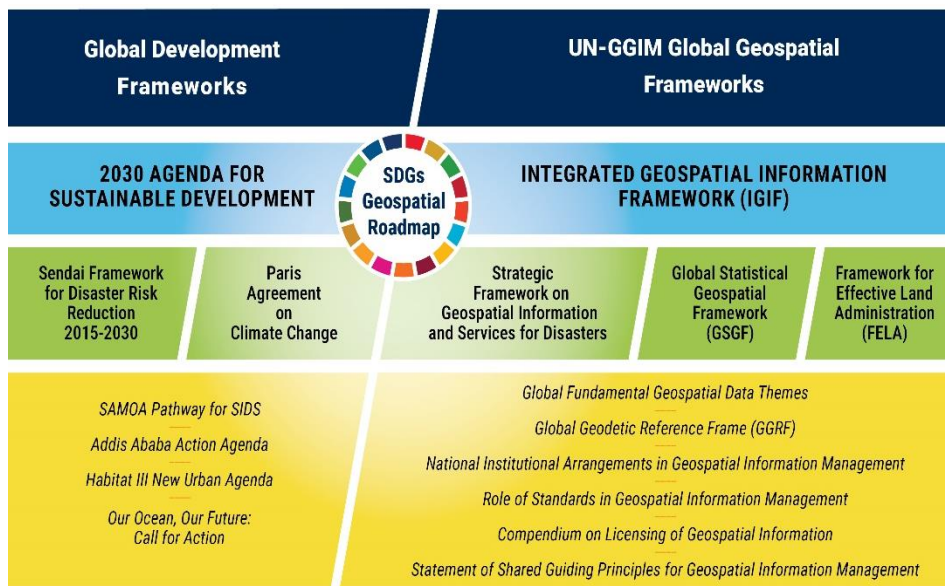 Global Development
Frameworks
UN-GGIM Global Geospatial
Frameworks
2030 AGENDA FOR
SUSTAINABLE DEVELOPMENT
SDGs
Geospatial
Roadmap
INTEGRATED GEOSPATIAL INFORMATION
FRAMEWORK (IGIF)
Sendai Framework
for Disaster Risk
Reduction
2015-2030
Paris
Agreement
on
Climate Change
Strategic
Framework on
Geospatial Information
and Services for Disasters
Global Statistical
Geospatial
Framework
(GSGF)
Framework for
Effective Land
Administration
(FELA)
SAMOA Pathway for SIDS
Addis Ababa Action Agenda
Habitat III New Urban Agenda
Our Ocean, Our Future:
Call for Action
Global Fundamental Geospatial Data Themes
Global Geodetic Reference Frame (GGRF)
National Institutional Arrangements in Geospatial Information Management
Role of Standards in Geospatial Information Management
Compendium on Licensing of Geospatial Information
Statement of Shared Guiding Principles for Geospatial Information Management